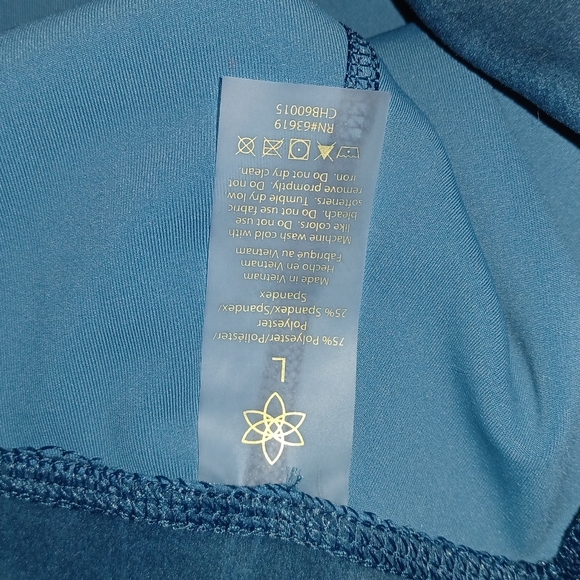 L
75% Polyester/Poliéster/
Polyester
25% Spandex/Spandex/
Spandex
Made in Vietnam
Hecho en Vietnam
Fabriqué au Vietnam
Machine wash cold with
like colors. Do not use
bleach. Do not use fabric
softeners. Tumble dry low,
remove promptly. Do not
iron. Do not dry clean.
RN#63619
CHB60015